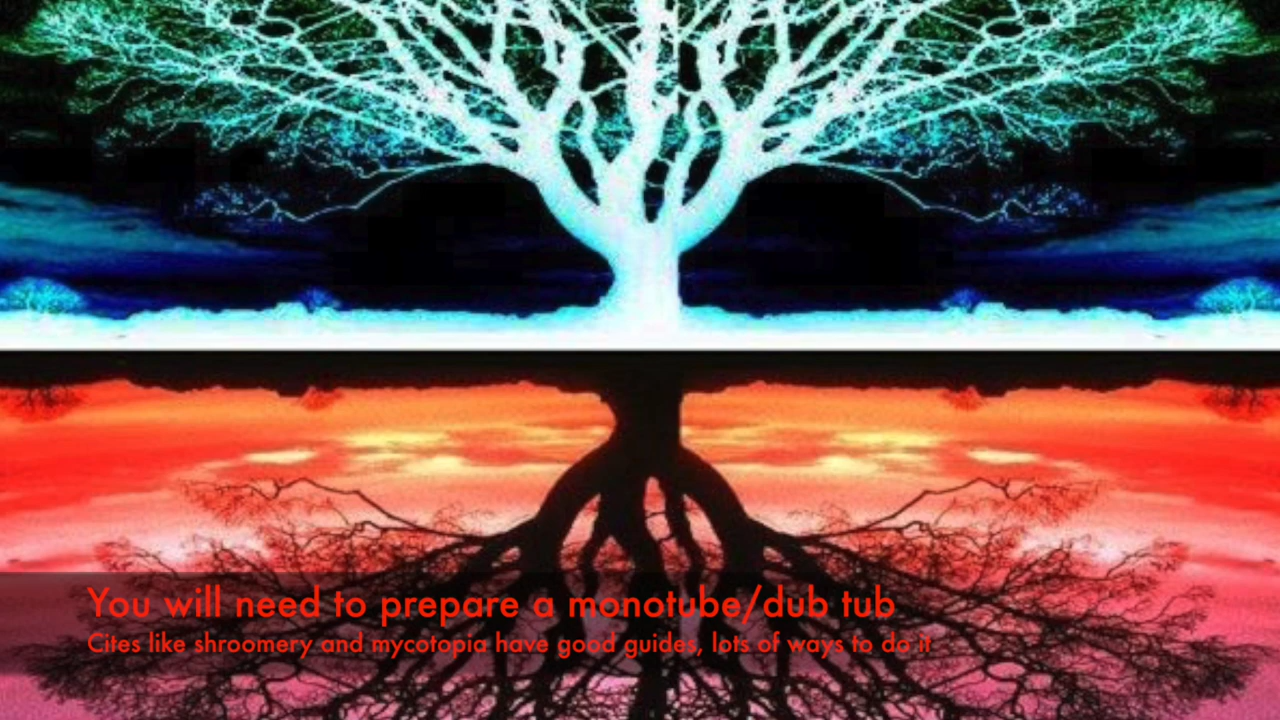 You will need to prepare a monotube/dub tub
Cites like shroomery and mycotopia have good guides, lots of ways to do it